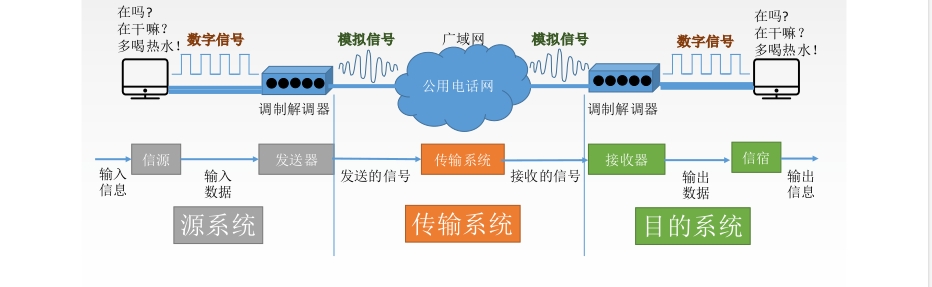 在吗?
在干嘛?
多喝热水!
数字信号
模拟信号
广域网
模拟信号
数字信号
在吗?
在干嘛?
多喝热水!
公用电话网
调制解调器
调制解调器
信源
发送器
传输系统
接收器
信宿
输入
信息
输入
数据
发送的信号
接收的信号
输出
数据
输出
信息
源系统
传输系统
目的系统